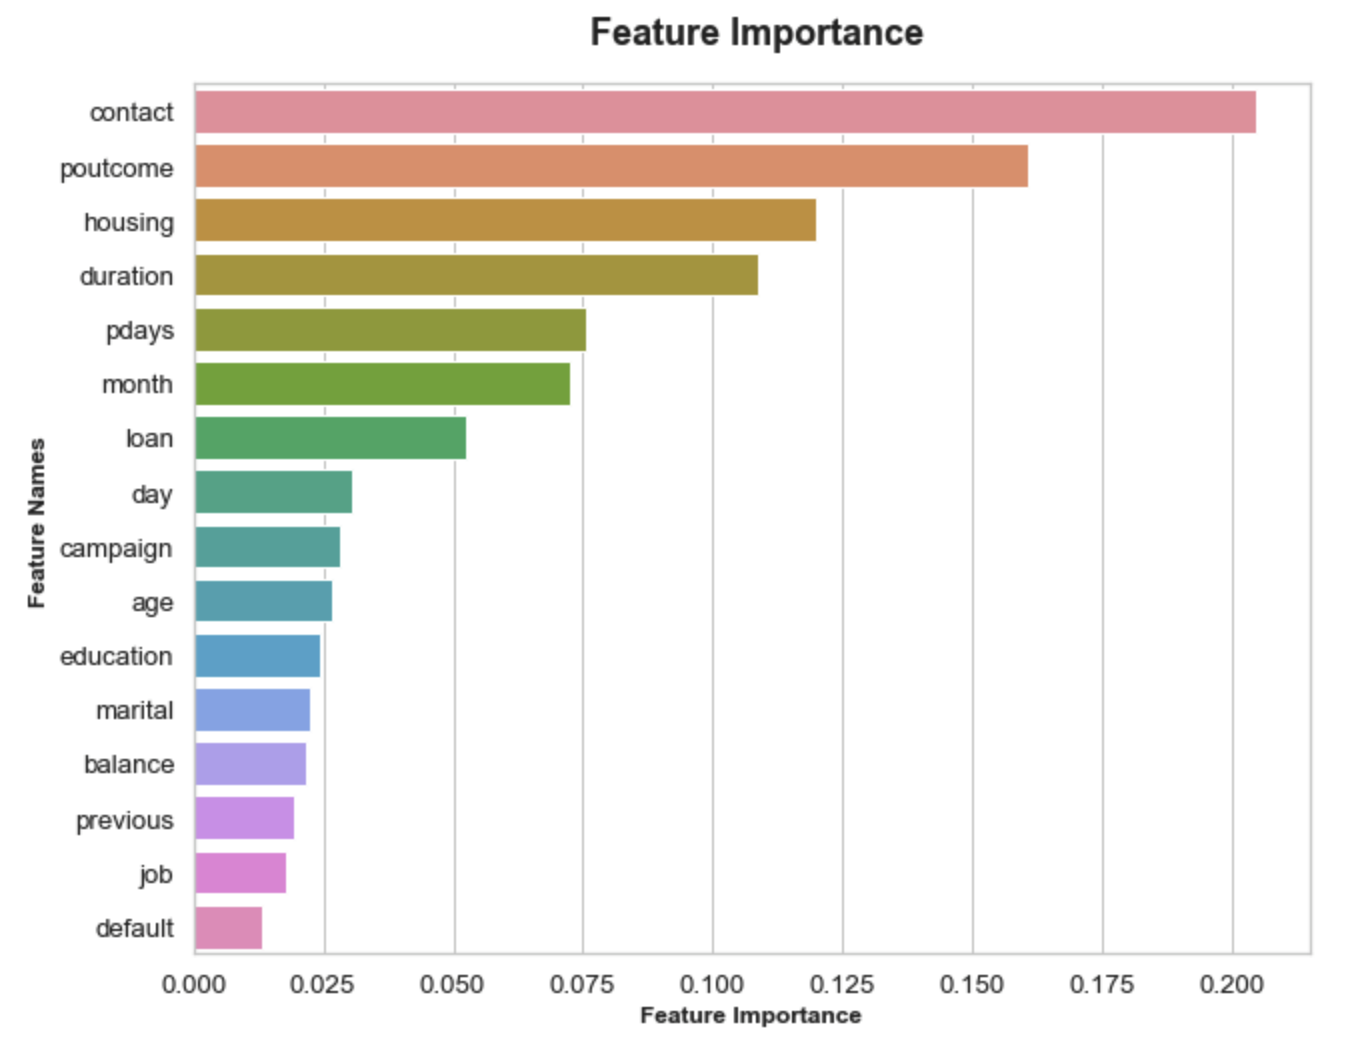 Feature Importance
contact
poutcome
housing
duration
pdays
month
loan
day
campaign
age
education
marital
balance
previous
job
default
Feature Names
0.000 0.025 0.050 0.075 0.100 0.125 0.150 0.175 0.200
Feature Importance